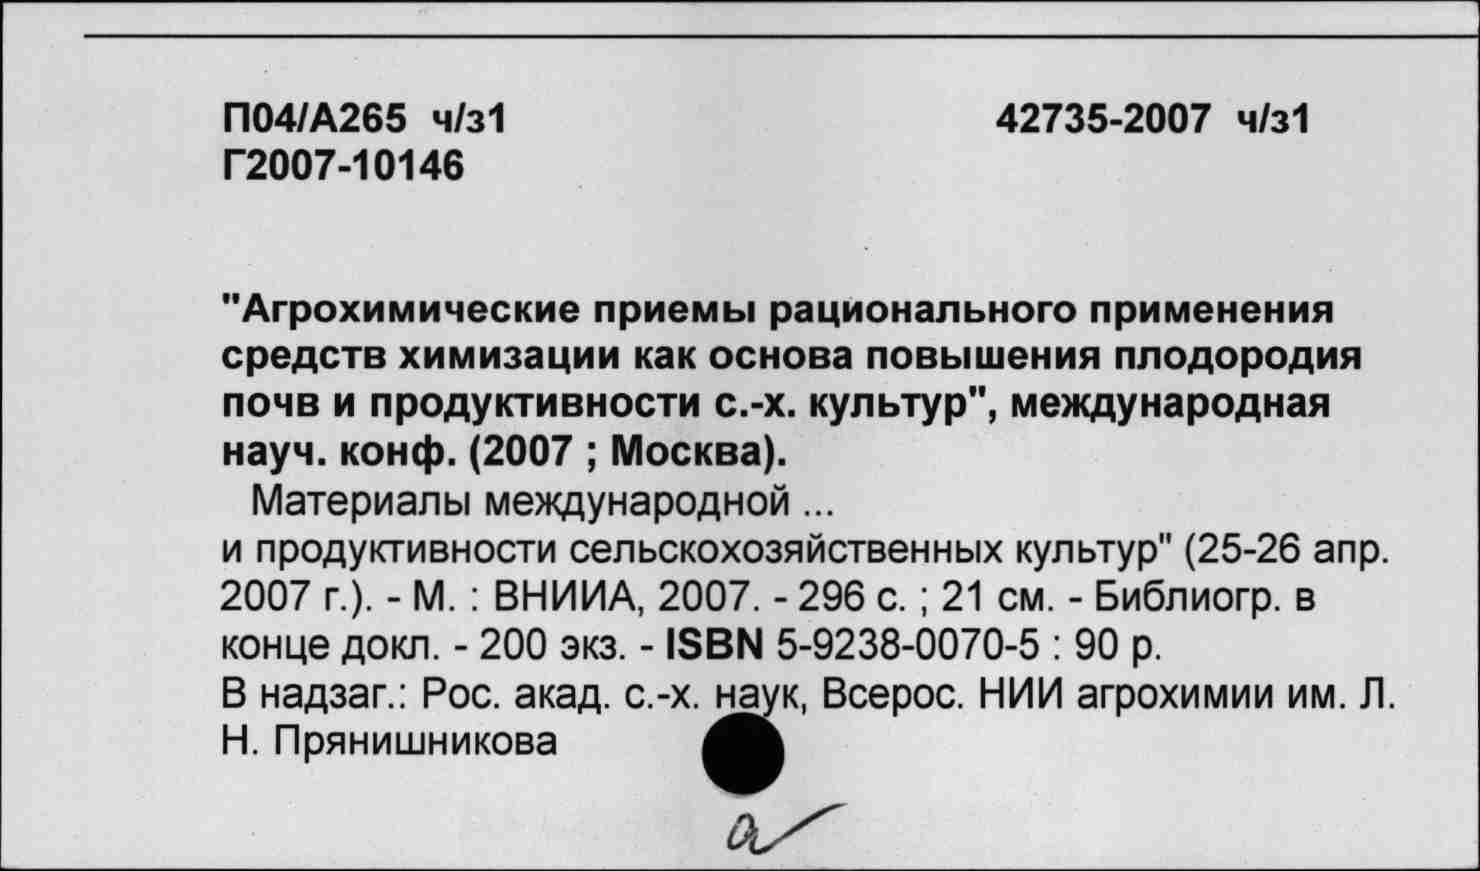 П04/А265 ч/з1 42735-2007 ч/з1
Г2007-10146
"Агрохимические приемы рационального применения
средств химизации как основа повышения плодородия
почв и продуктивности с.-х. культур", международная
науч. конф. (2007 ; Москва).
Материалы международной ...
и продуктивности сельскохозяйственных культур" (25-26 апр.
2007 г.). - М. : ВНИИА, 2007. - 296 с. ; 21 см. - Библиогр. в
конце докл. - 200 экз. - ISBN 5-9238-0070-5 : 90 р.
В надзаг.: Рос. акад. с.-х. наук, Всерос. НИИ агрохимии им. Л.
Н. Прянишникова